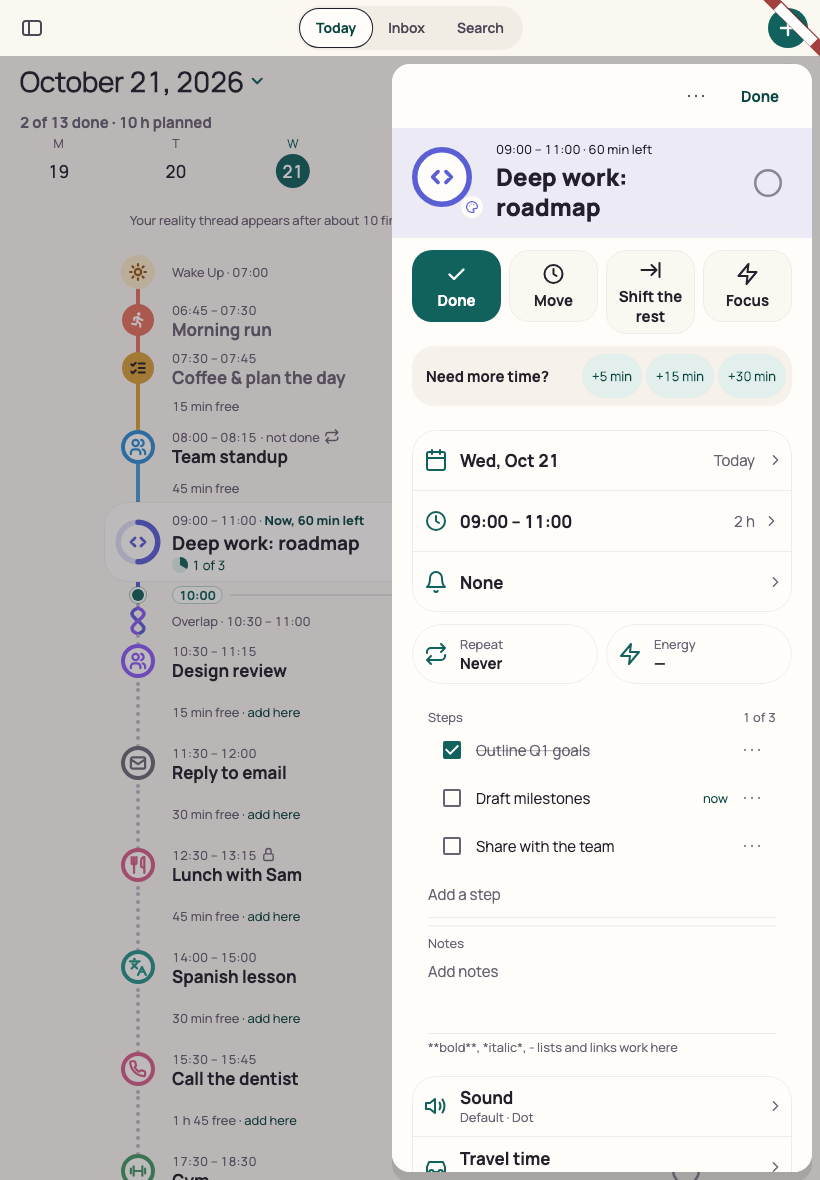 Today
Inbox
Search
October 21, 2026
2 of 13 done · 10 h planned
M
T
W
19
20
21
Your reality thread appears after about 10 fi
Wake Up · 07:00
06:45 – 07:30
Morning run
07:30 – 07:45
Coffee & plan the day
15 min free
08:00 – 08:15 · not done
Team standup
45 min free
09:00 – 11:00 · Now, 60 min left
Deep work: roadmap
1 of 3
10:00
Overlap · 10:30 – 11:00
10:30 – 11:15
Design review
15 min free · add here
11:30 – 12:00
Reply to email
30 min free · add here
12:30 – 13:15
Lunch with Sam
45 min free · add here
14:00 – 15:00
Spanish lesson
30 min free · add here
15:30 – 15:45
Call the dentist
1 h 45 free · add here
17:30 – 18:30
Gym
··· Done
09:00 – 11:00 · 60 min left
Deep work:
roadmap
Done
Move
Shift the
rest
Focus
Need more time?
+5 min
+15 min
+30 min
Wed, Oct 21
Today
09:00 – 11:00
2 h
None
Repeat
Never
Energy
–
Steps
1 of 3
Outline Q1 goals
Draft milestones
now
Share with the team
Add a step
Notes
Add notes
**bold**, *italic*, - lists and links work here
Sound
Default · Dot
Travel time